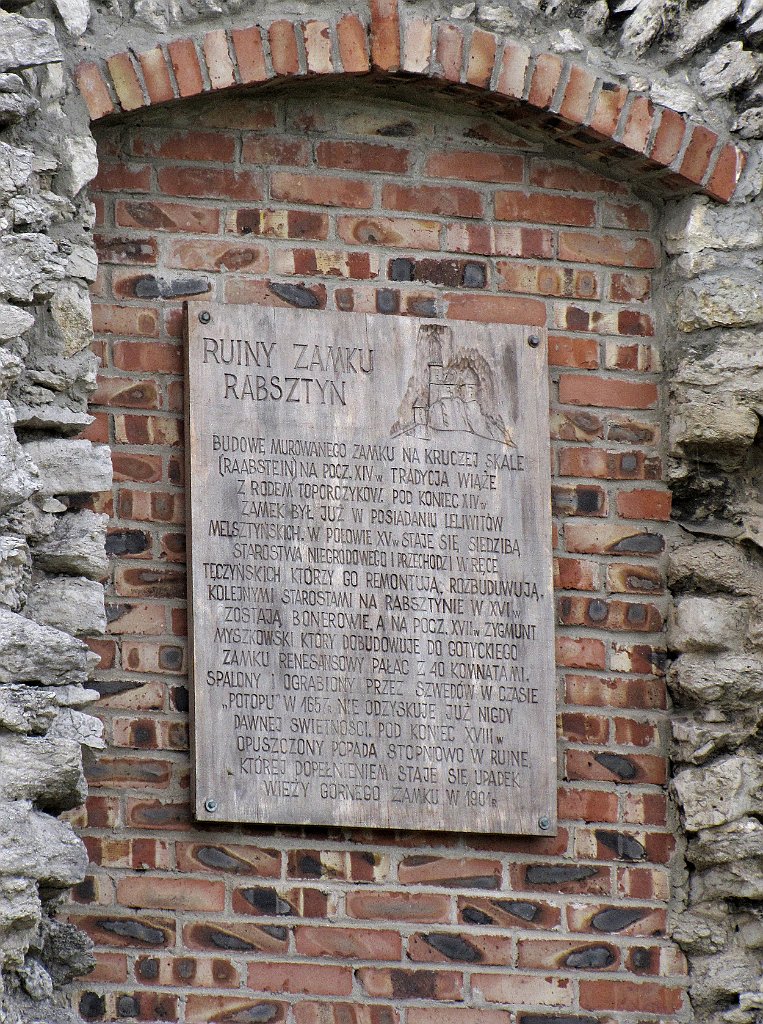 RUINY ZAMKU
RABSZTYN
BUDOWĘ MUROWANEGO ZAMKU NA KRUCZEJ SKALE
(RAABSTEIN) NA POCZ. XIV w TRADYCJA WIĄŻE
Z RODEM TOPORCZYKÓW. POD KONIEC XIV w
ZAMEK BYŁ JUŻ W POSIADANIU LELIWITÓW
MELSZTYŃSKICH. W POŁOWIE XV w STAJE SIĘ SIEDZIBĄ
STAROSTWA NIEGRODOWEGO I PRZECHODZI W RĘCE
TĘCZYŃSKICH KTÓRZY GO REMONTUJĄ, ROZBUDUWUJĄ.
KOLEJNYMI STAROSTAMI NA RABSZTYNIE W XVI w
ZOSTAJĄ BONEROWIE, A NA POCZ. XVII w ZYGMUNT
MYSZKOWSKI KTÓRY DOBUDOWUJE DO GOTYCKIEGO
ZAMKU RENESANSOWY PAŁAC Z 40 KOMNATAMI.
SPALONY I OGRABIONY PRZEZ SZWEDÓW W CZASIE
„POTOPU" W 1657r. NIE ODZYSKUJE JUŻ NIGDY
DAWNEJ ŚWIETNOŚCI. POD KONIEC XVIII w
OPUSZCZONY POPADA STOPNIOWO W RUINĘ,
KTÓREJ DOPEŁNIENIEM STAJE SIĘ UPADEK
WIEŻY GÓRNEGO ZAMKU W 1901r